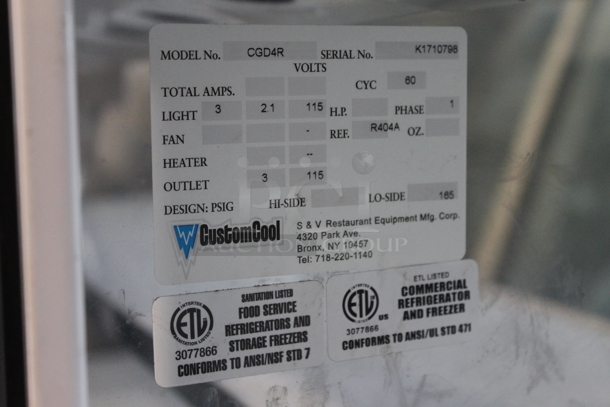 MODEL No. CGD4R SERIAL No. K1710798
VOLTS
TOTAL AMPS. CYC 60
LIGHT 3 2.1 115 H.P. PHASE 1
FAN - REF. R404A OZ.
HEATER --
OUTLET 3 115
DESIGN: PSIG HI-SIDE LO-SIDE 165
CustomCool
S & V Restaurant Equipment Mfg. Corp.
4320 Park Ave.
Bronx, NY 10457
Tel: 718-220-1140
INTERTEK
ETL
SANITATION LISTED
3077866
SANITATION LISTED
FOOD SERVICE
REFRIGERATORS AND
STORAGE FREEZERS
CONFORMS TO ANSI/NSF STD 7
INTERTEK
ETL
US
3077866
ETL LISTED
COMMERCIAL
REFRIGERATOR
AND FREEZER
CONFORMS TO ANSI/UL STD 471